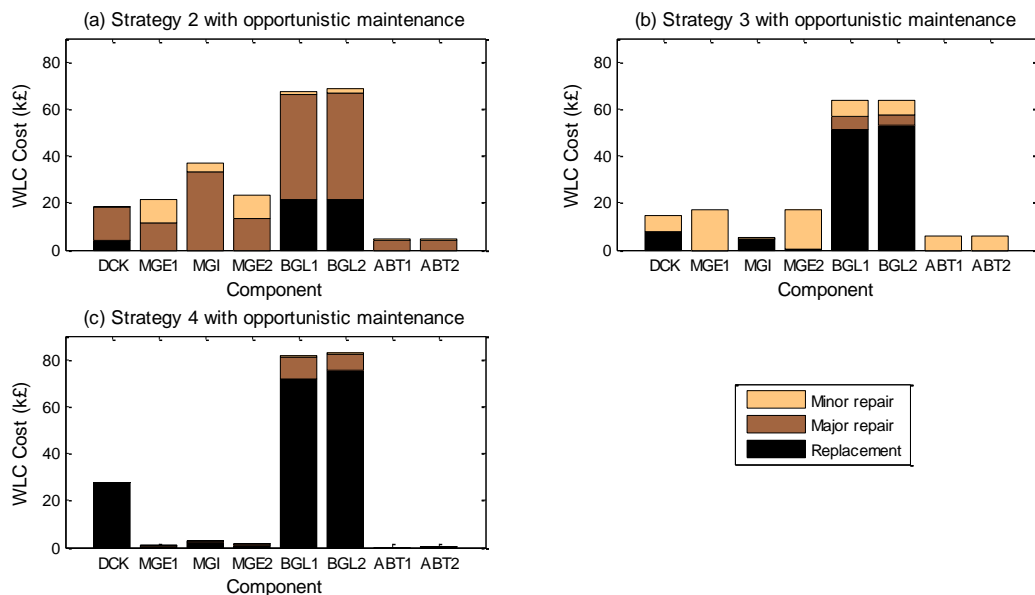 (a) Strategy 2 with opportunistic maintenance
WLC Cost (k£)
80
60
40
20
0
DCK MGE1 MGI MGE2 BGL1 BGL2 ABT1 ABT2
Component
(b) Strategy 3 with opportunistic maintenance
WLC Cost (k£)
80
60
40
20
0
DCK MGE1 MGI MGE2 BGL1 BGL2 ABT1 ABT2
Component
(c) Strategy 4 with opportunistic maintenance
WLC Cost (k£)
80
60
40
20
0
DCK MGE1 MGI MGE2 BGL1 BGL2 ABT1 ABT2
Component
Minor repair
Major repair
Replacement